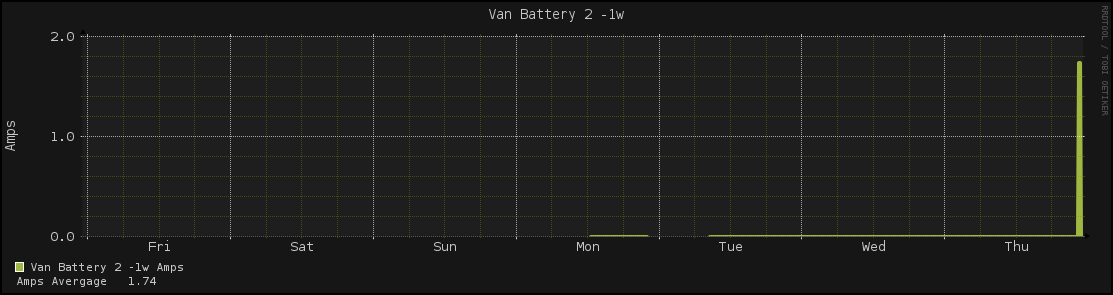 Van Battery 2 -1w
RRDTOOL / TOBI OETIKER
Amps
2.0
1.0
0.0
Fri Sat Sun Mon Tue Wed Thu
Van Battery 2 -1w Amps
Amps Avergage 1.74